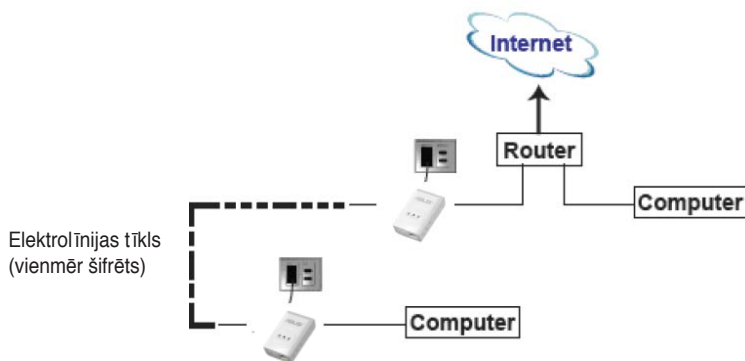 Internet
Router
Computer
Elektrolīnijas tīkls
(vienmēr šifrēts)
Computer